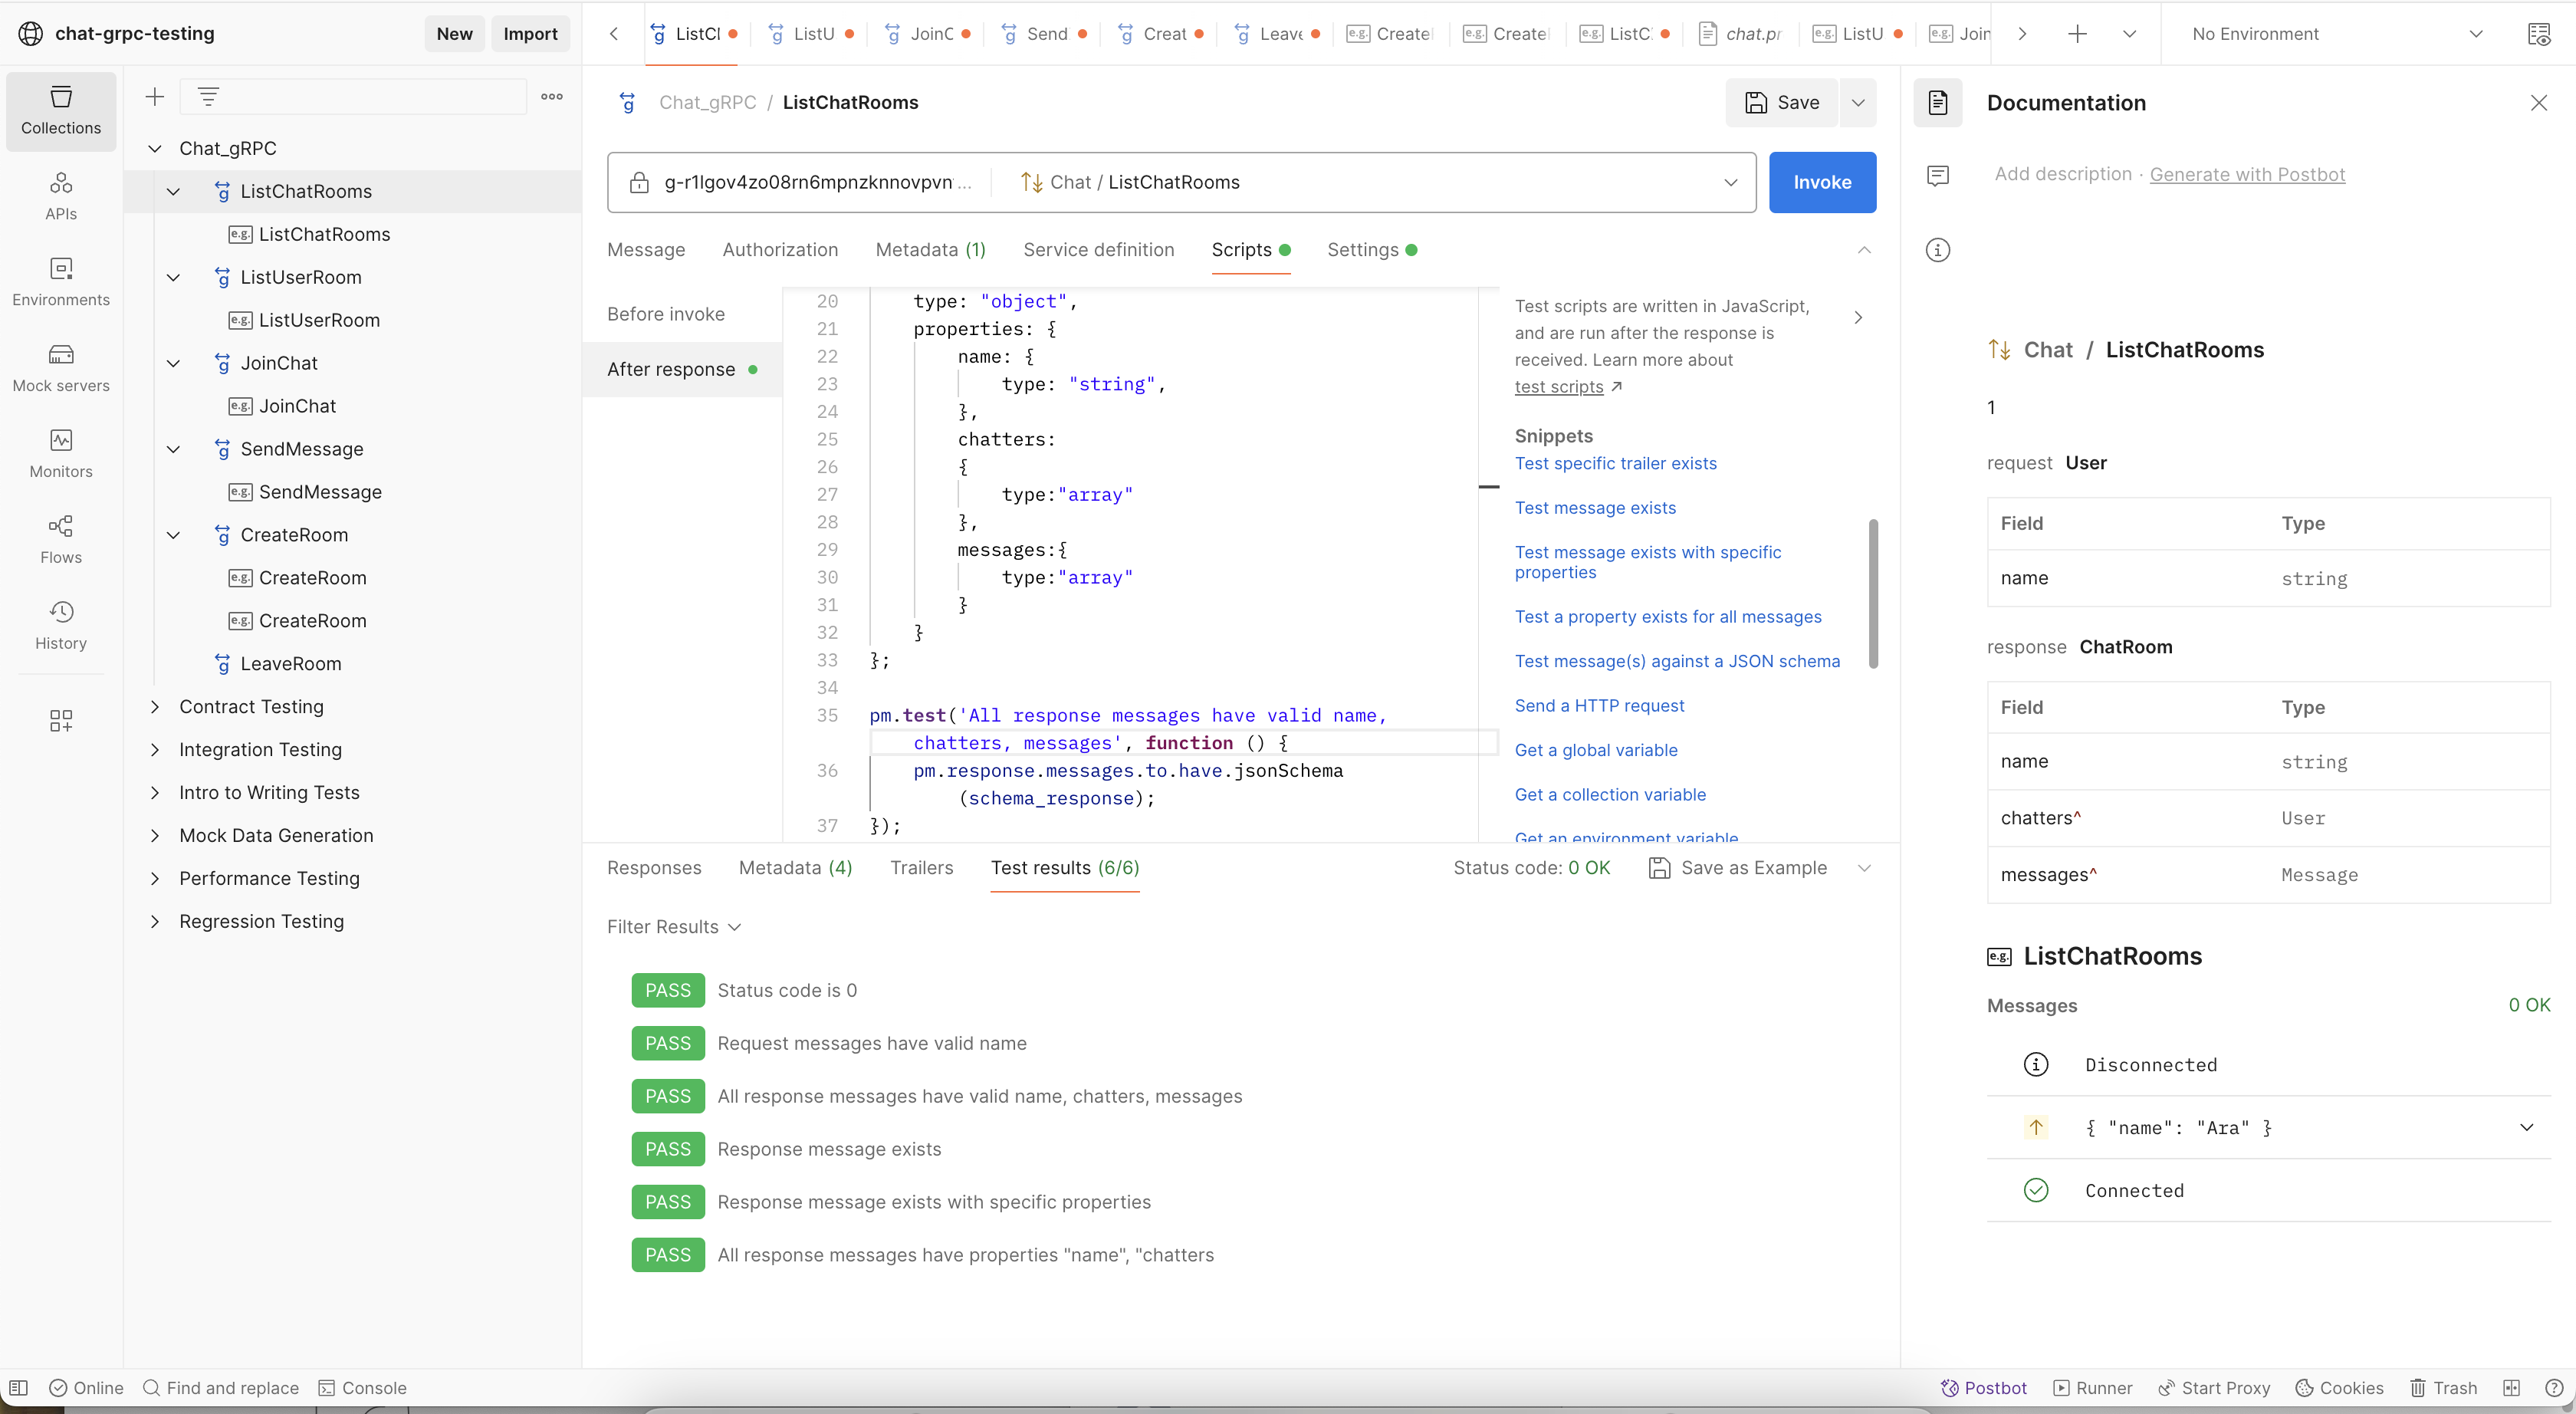 chat-grpc-testing
New
Import
ListCl
ListU
JoinC
Send
Creat
Leave
e.g. Create
e.g. Create
e.g. ListC
chat.pr
e.g. ListU
e.g. Join
No Environment
Collections
APIs
Environments
Mock servers
Monitors
Flows
History
Chat_gRPC
ListChatRooms
e.g. ListChatRooms
ListUserRoom
e.g. ListUserRoom
JoinChat
e.g. JoinChat
SendMessage
e.g. SendMessage
CreateRoom
e.g. CreateRoom
e.g. CreateRoom
LeaveRoom
Contract Testing
Integration Testing
Intro to Writing Tests
Mock Data Generation
Performance Testing
Regression Testing
Chat_gRPC / ListChatRooms
Save
g-r1lgov4zo08rn6mpnzknnovpvn...
Chat / ListChatRooms
Invoke
Message
Authorization
Metadata (1)
Service definition
Scripts
Settings
Before invoke
After response
20 type: "object",
21 properties: {
22 name: {
23 type: "string",
24 },
25 chatters:
26 {
27 type:"array"
28 },
29 messages:{
30 type:"array"
31 }
32 }
33 };
34
35 pm.test('All response messages have valid name,
chatters, messages', function () {
36 pm.response.messages.to.have.jsonSchema
(schema_response);
37 });
Test scripts are written in JavaScript,
and are run after the response is
received. Learn more about
test scripts ↗
Snippets
Test specific trailer exists
Test message exists
Test message exists with specific
properties
Test a property exists for all messages
Test message(s) against a JSON schema
Send a HTTP request
Get a global variable
Get a collection variable
Get an environment variable
Responses
Metadata (4)
Trailers
Test results (6/6)
Status code: 0 OK
Save as Example
Filter Results
PASS Status code is 0
PASS Request messages have valid name
PASS All response messages have valid name, chatters, messages
PASS Response message exists
PASS Response message exists with specific properties
PASS All response messages have properties "name", "chatters
Documentation
Add description · Generate with Postbot
Chat / ListChatRooms
1
request User
Field Type
name string
response ChatRoom
Field Type
name string
chatters^ User
messages^ Message
e.g. ListChatRooms
Messages 0 OK
Disconnected
{ "name": "Ara" }
Connected
Online
Find and replace
Console
Postbot
Runner
Start Proxy
Cookies
Trash